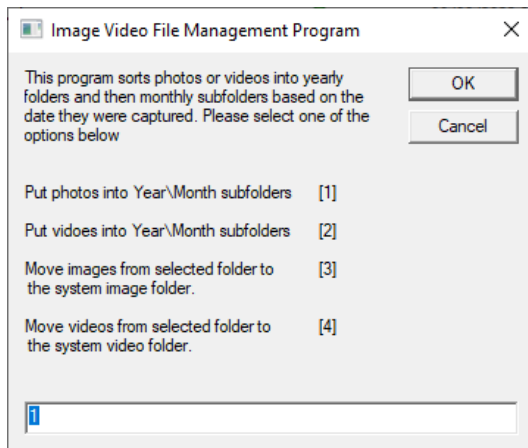 Image Video File Management Program
This program sorts photos or videos into yearly
folders and then monthly subfolders based on the
date they were captured. Please select one of the
options below
OK
Cancel
Put photos into Year\Month subfolders [1]
Put vidoes into Year\Month subfolders [2]
Move images from selected folder to [3]
the system image folder.
Move videos from selected folder to [4]
the system video folder.
1